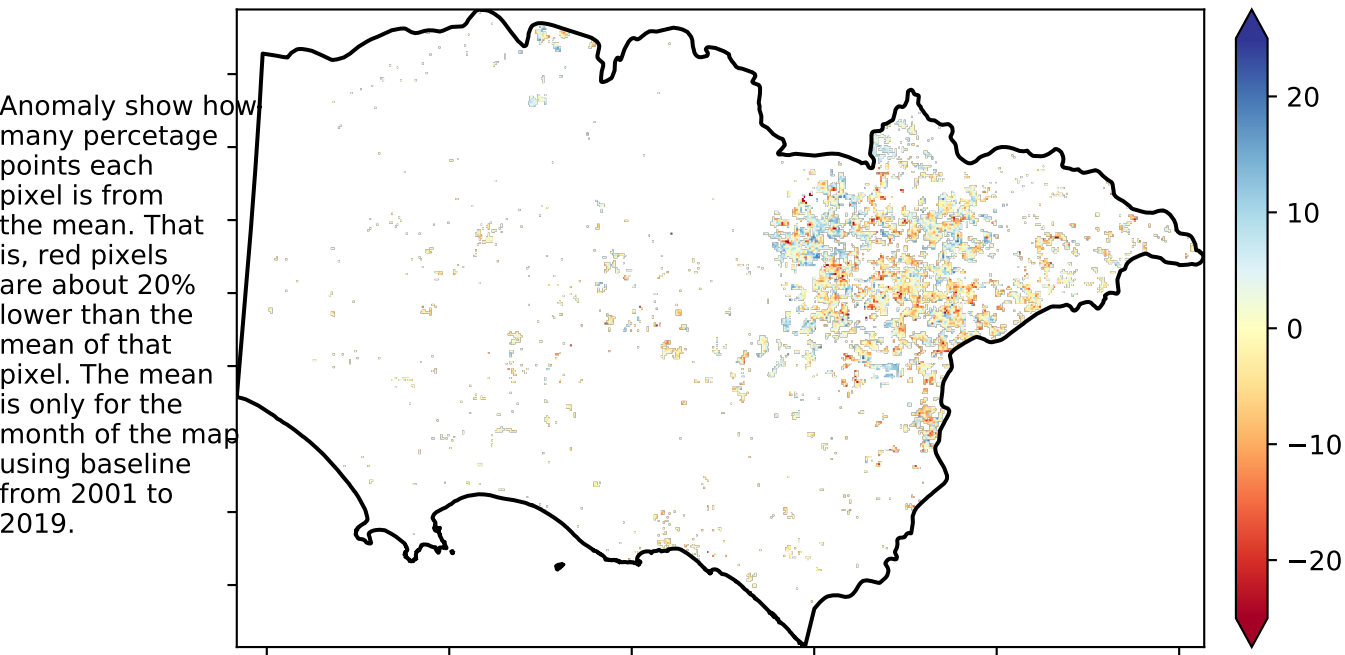 Anomaly show how
many percetage
points each
pixel is from
the mean. That
is, red pixels
are about 20%
lower than the
mean of that
pixel. The mean
is only for the
month of the map
using baseline
from 2001 to
2019.
20
10
0
−10
−20